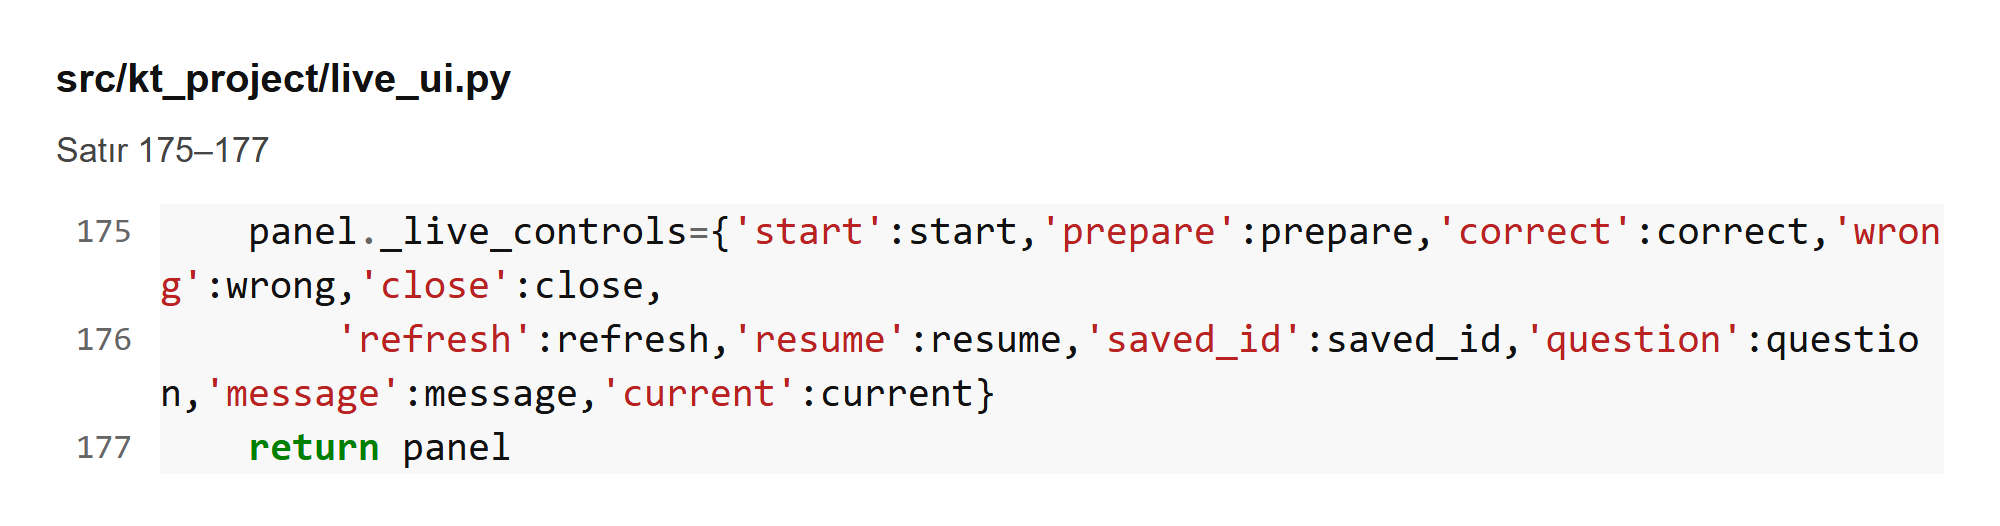 src/kt_project/live_ui.py
Satır 175–177
175     panel._live_controls={'start':start,'prepare':prepare,'correct':correct,'wron
g':wrong,'close':close,
176         'refresh':refresh,'resume':resume,'saved_id':saved_id,'question':questio
n,'message':message,'current':current}
177     return panel